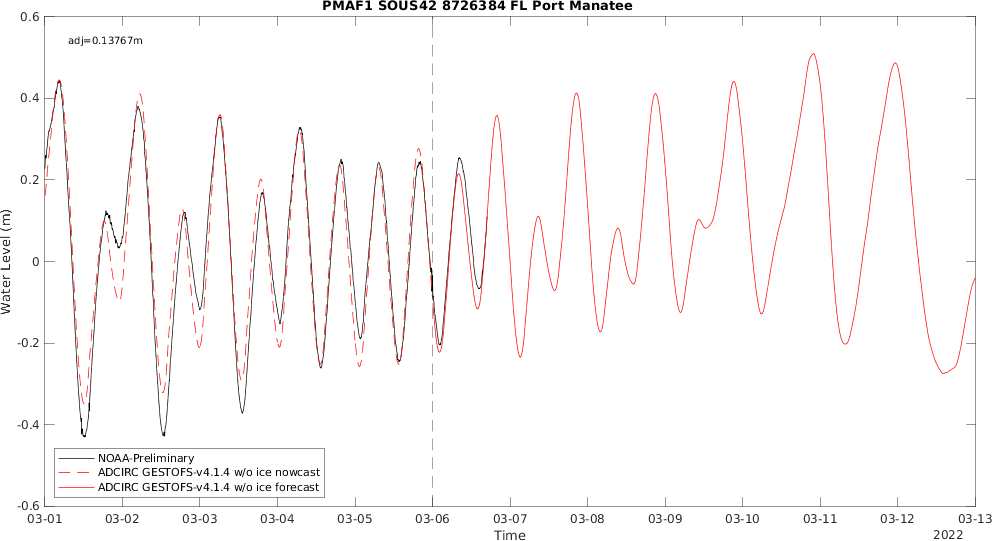 PMAF1 SOUS42 8726384 FL Port Manatee
adj=0.13767m
0.6
0.4
0.2
0
-0.2
-0.4
-0.6
Water Level (m)
NOAA-Preliminary
ADCIRC GESTOFS-v4.1.4 w/o ice nowcast
ADCIRC GESTOFS-v4.1.4 w/o ice forecast
03-01 03-02 03-03 03-04 03-05 03-06 03-07 03-08 03-09 03-10 03-11 03-12 03-13
Time
2022